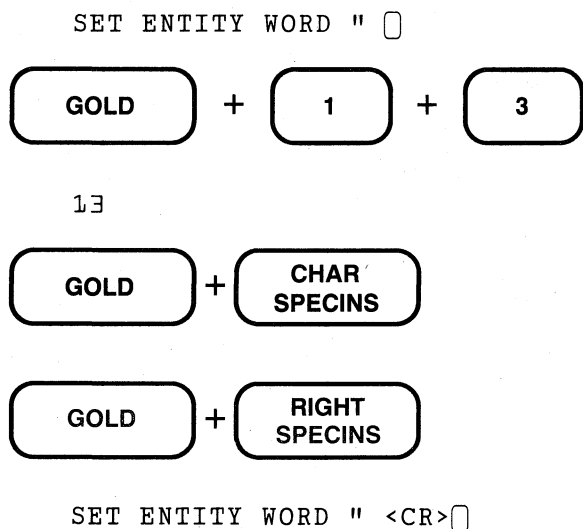 SET ENTITY WORD "
GOLD + 1 + 3
13
GOLD + CHAR SPECINS
GOLD + RIGHT SPECINS
SET ENTITY WORD " <CR>